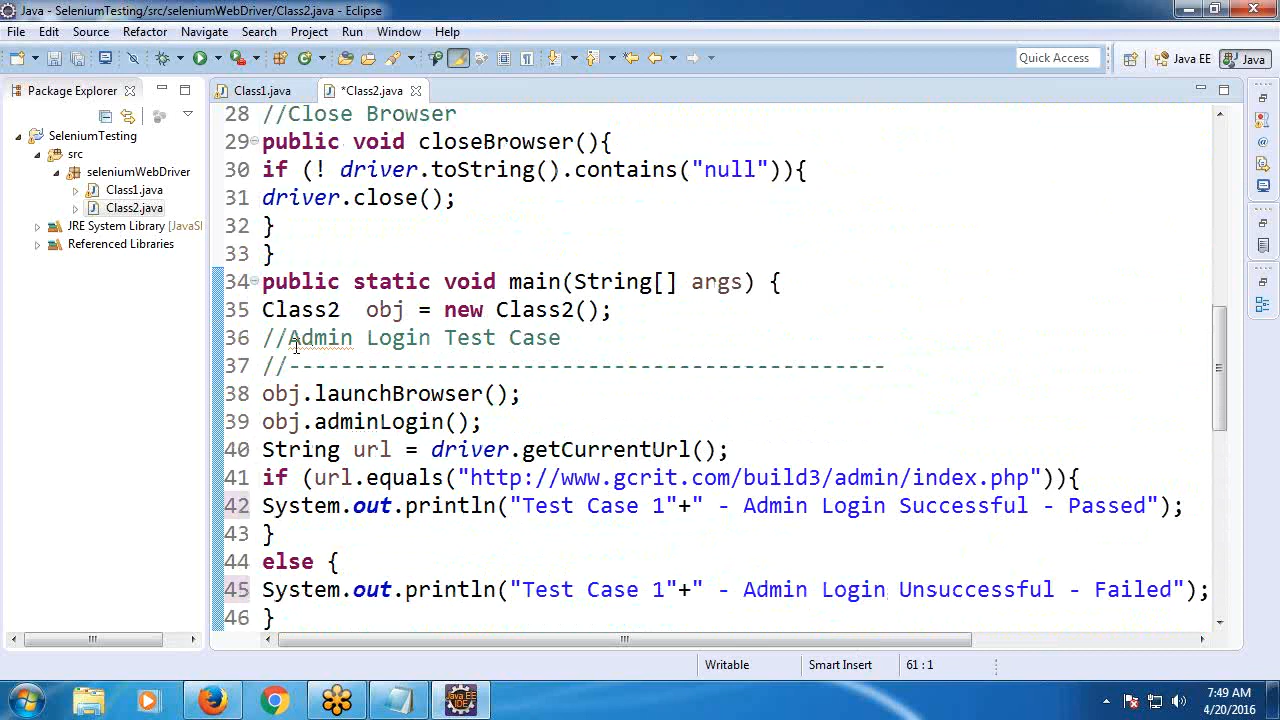 Java - SeleniumTesting/src/seleniumWebDriver/Class2.java - Eclipse
File Edit Source Refactor Navigate Search Project Run Window Help
Quick Access Java EE Java
Package Explorer
Class1.java *Class2.java
SeleniumTesting
src
seleniumWebDriver
Class1.java
Class2.java
JRE System Library [JavaSI
Referenced Libraries
28 //Close Browser
29 public void closeBrowser(){
30 if (! driver.toString().contains("null")){
31 driver.close();
32 }
33 }
34 public static void main(String[] args) {
35 Class2  obj = new Class2();
36 //Admin Login Test Case
37 //----------------------------------------------
38 obj.launchBrowser();
39 obj.adminLogin();
40 String url = driver.getCurrentUrl();
41 if (url.equals("http://www.gcrit.com/build3/admin/index.php")){
42 System.out.println("Test Case 1"+" - Admin Login Successful - Passed");
43 }
44 else {
45 System.out.println("Test Case 1"+" - Admin Login Unsuccessful - Failed");
46 }
Writable Smart Insert 61 : 1
Java EE
IDE
7:49 AM
4/20/2016